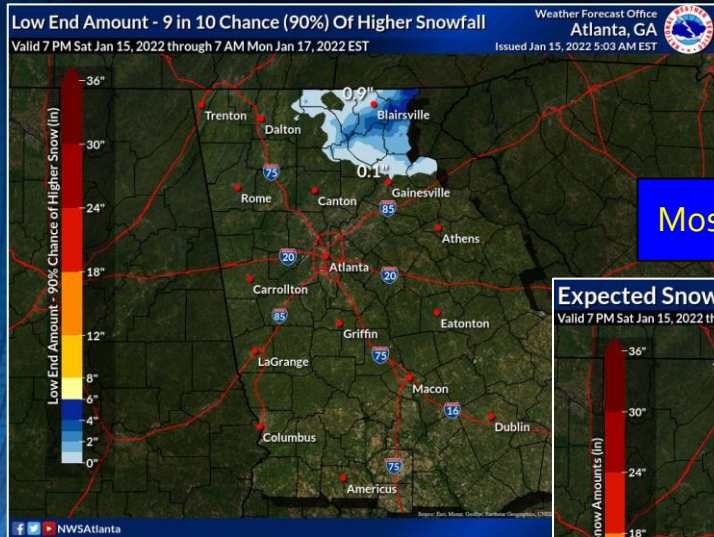 Low End Amount - 9 in 10 Chance (90%) Of Higher Snowfall
Valid 7 PM Sat Jan 15, 2022 through 7 AM Mon Jan 17, 2022 EST
Weather Forecast Office
Atlanta, GA
Issued Jan 15, 2022 5:03 AM EST
Low End Amount - 90% Chance of Higher Snow (in)
36"
30"
24"
18"
12"
8"
6"
4"
2"
0"
0.9"
Trenton
Blairsville
Dalton
75
0.1"
Rome
Canton
Gainesville
85
Athens
20
Atlanta
20
Carrollton
85
Griffin
Eatonton
75
LaGrange
Macon
16
Dublin
Columbus
75
Americus
NWSAtlanta
Mos
Expected Snow
Valid 7 PM Sat Jan 15, 2022 th
now Amounts (in)
36"
30"
24"
18"